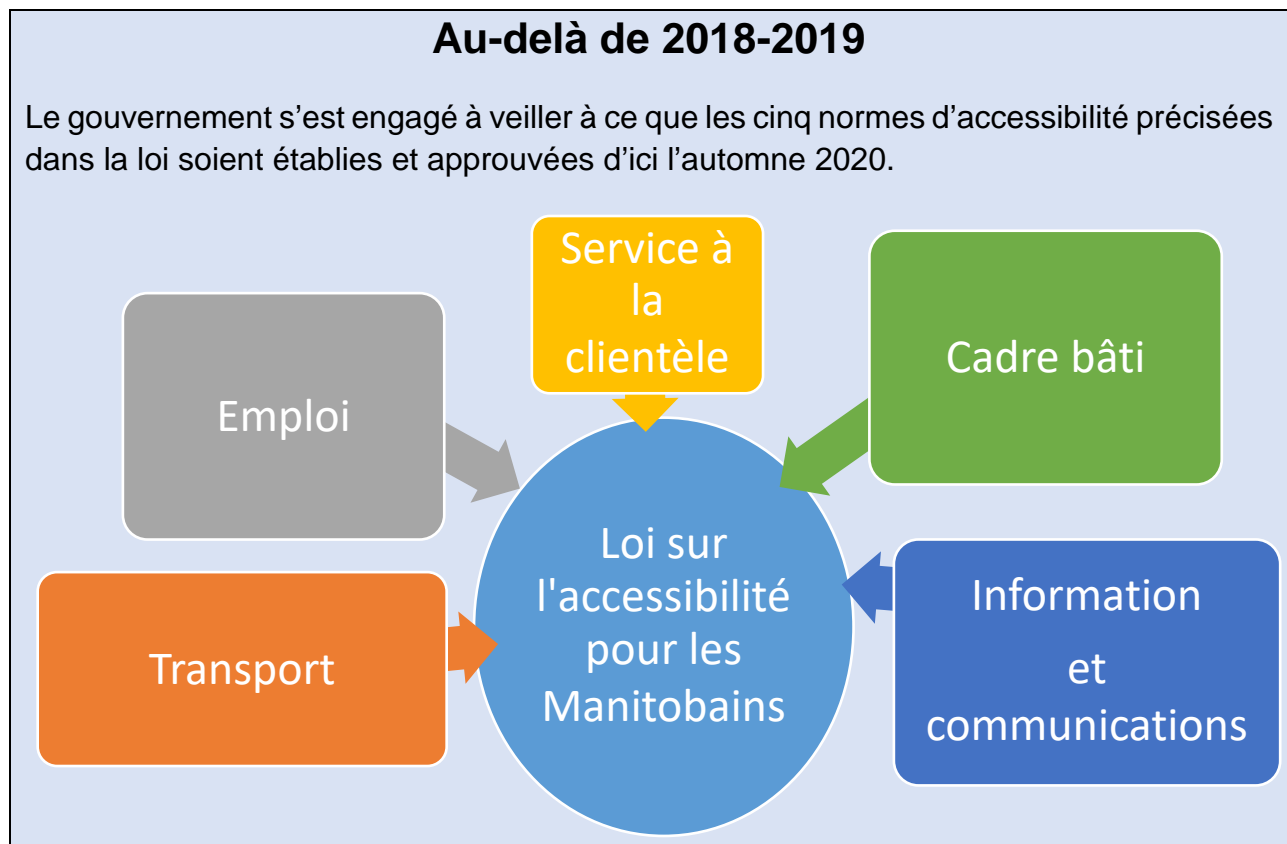 Au-delà de 2018-2019
Le gouvernement s’est engagé à veiller à ce que les cinq normes d’accessibilité précisées
dans la loi soient établies et approuvées d’ici l’automne 2020.
Service à
la
clientèle
Cadre bâti
Emploi
Loi sur
l'accessibilité
pour les
Manitobains
Information
et
communications
Transport